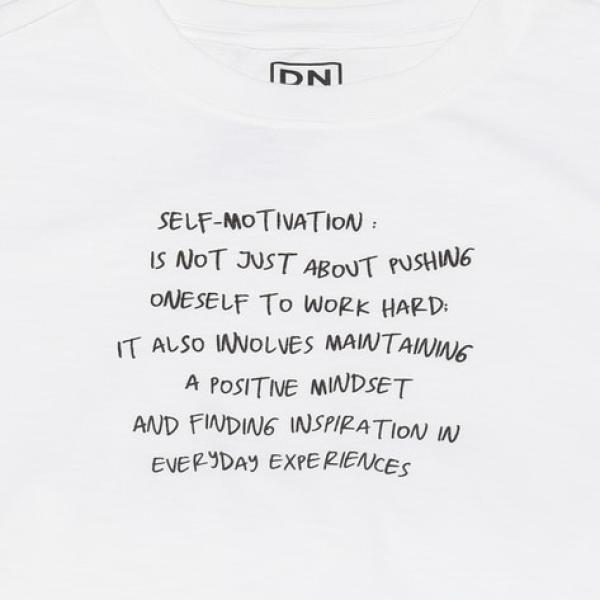 DN
SELF-MOTIVATION :
IS NOT JUST ABOUT PUSHING
ONESELF TO WORK HARD;
IT ALSO INVOLVES MAINTAINING
A POSITIVE MINDSET
AND FINDING INSPIRATION IN
EVERYDAY EXPERIENCES